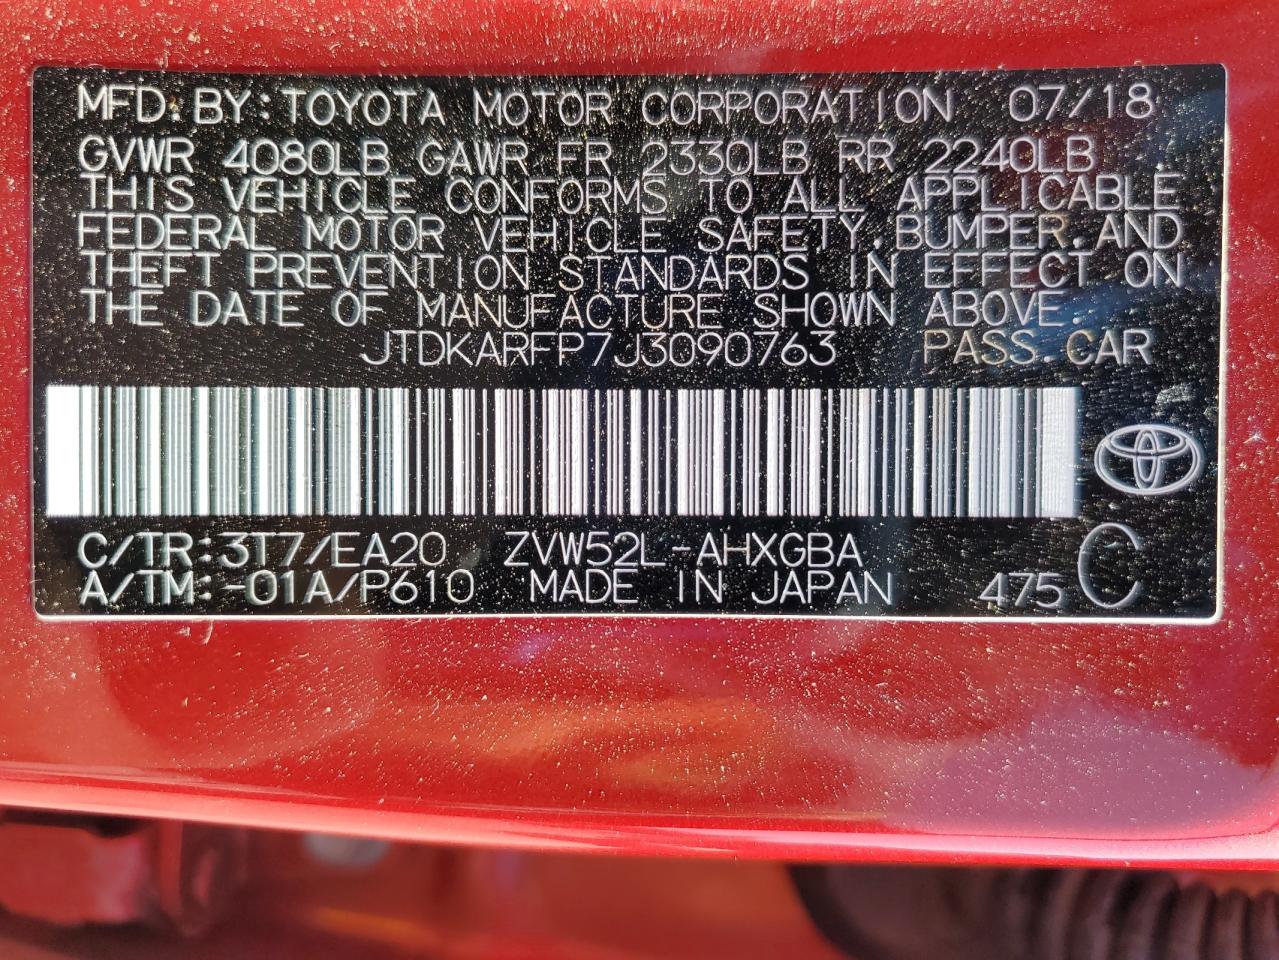 MFD.BY:TOYOTA MOTOR CORPORATION 07/18
GVWR 4080LB GAWR FR 2330LB RR 2240LB
THIS VEHICLE CONFORMS TO ALL APPLICABLE
FEDERAL MOTOR VEHICLE SAFETY,BUMPER,AND
THEFT PREVENTION STANDARDS IN EFFECT ON
THE DATE OF MANUFACTURE SHOWN ABOVE.
JTDKARFP7J3090763 PASS.CAR
C/TR:3T7/EA20 ZVW52L-AHXGBA
A/TM:-01A/P610 MADE IN JAPAN 475 C